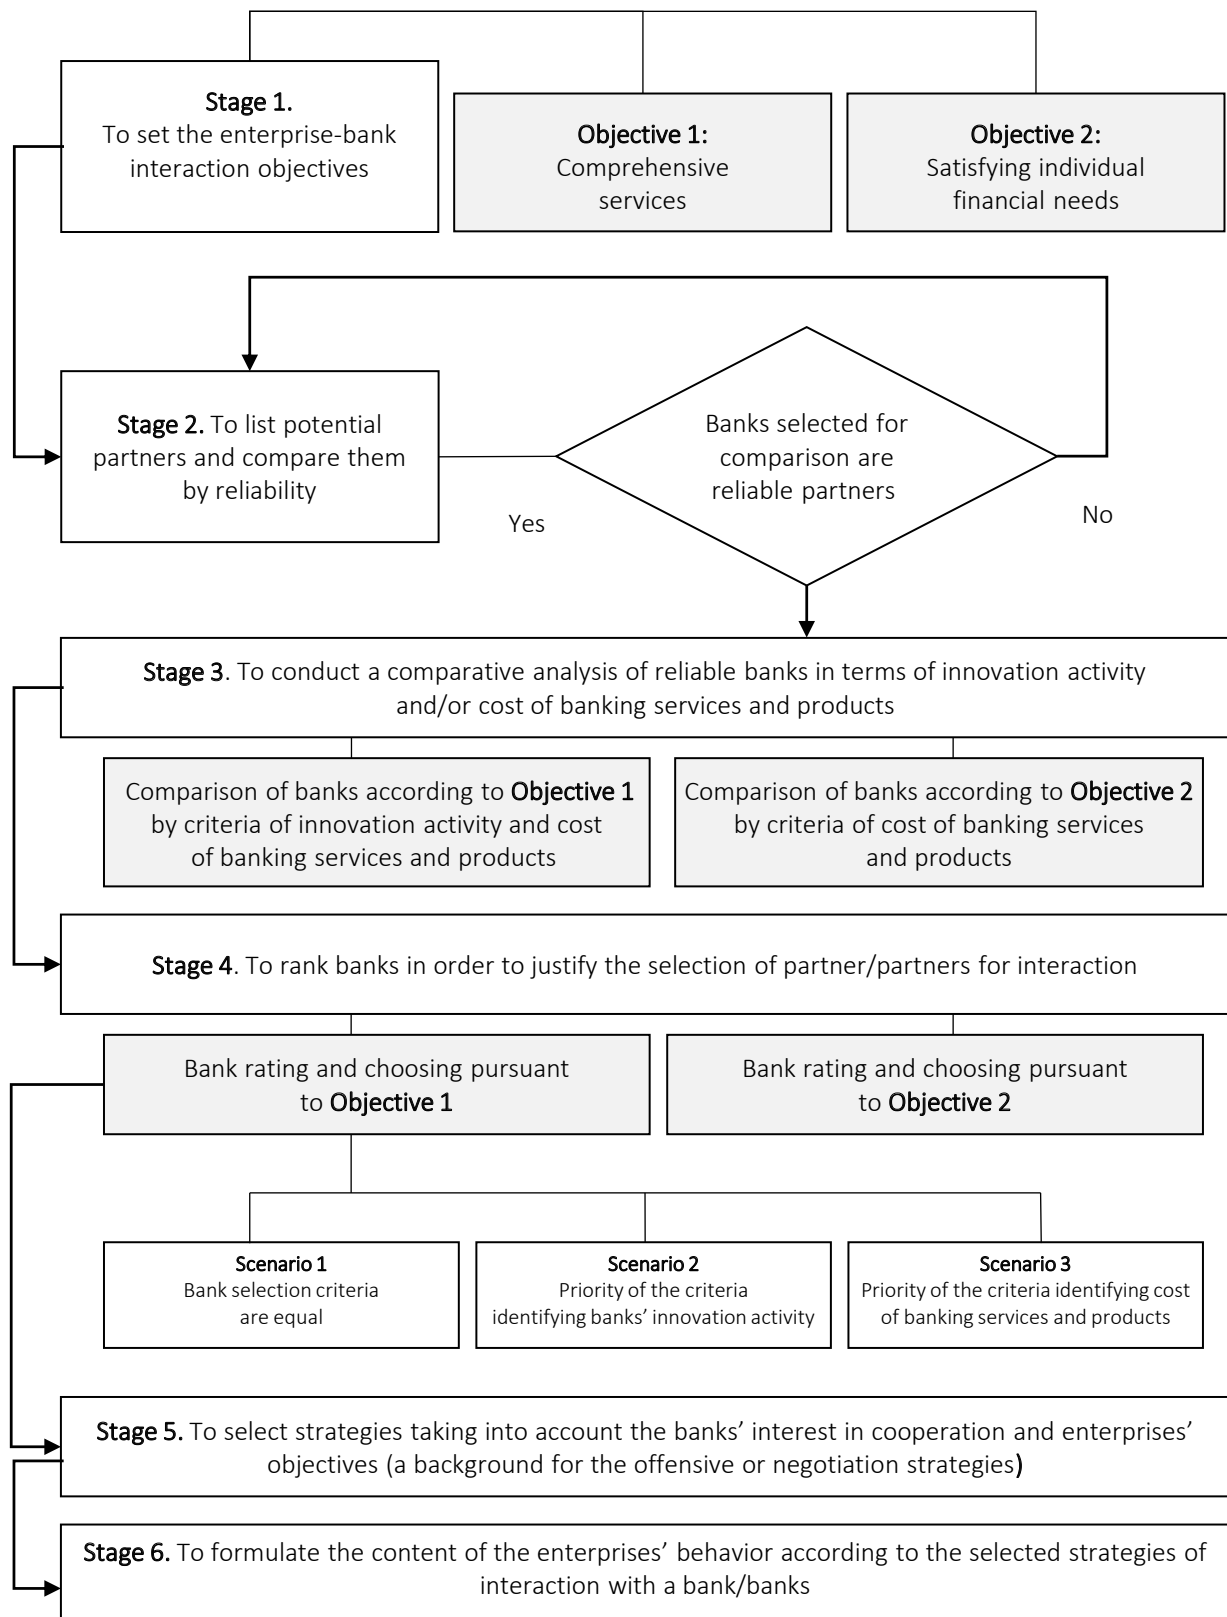 Stage 1.
To set the enterprise-bank
interaction objectives
Objective 1:
Comprehensive
services
Objective 2:
Satisfying individual
financial needs
Stage 2. To list potential
partners and compare them
by reliability
Banks selected for
comparison are
reliable partners
Yes
No
Stage 3. To conduct a comparative analysis of reliable banks in terms of innovation activity
and/or cost of banking services and products
Comparison of banks according to Objective 1
by criteria of innovation activity and cost
of banking services and products
Comparison of banks according to Objective 2
by criteria of cost of banking services
and products
Stage 4. To rank banks in order to justify the selection of partner/partners for interaction
Bank rating and choosing pursuant
to Objective 1
Bank rating and choosing pursuant
to Objective 2
Scenario 1
Bank selection criteria
are equal
Scenario 2
Priority of the criteria
identifying banks’ innovation activity
Scenario 3
Priority of the criteria identifying cost
of banking services and products
Stage 5. To select strategies taking into account the banks’ interest in cooperation and enterprises’
objectives (a background for the offensive or negotiation strategies)
Stage 6. To formulate the content of the enterprises’ behavior according to the selected strategies of
interaction with a bank/banks